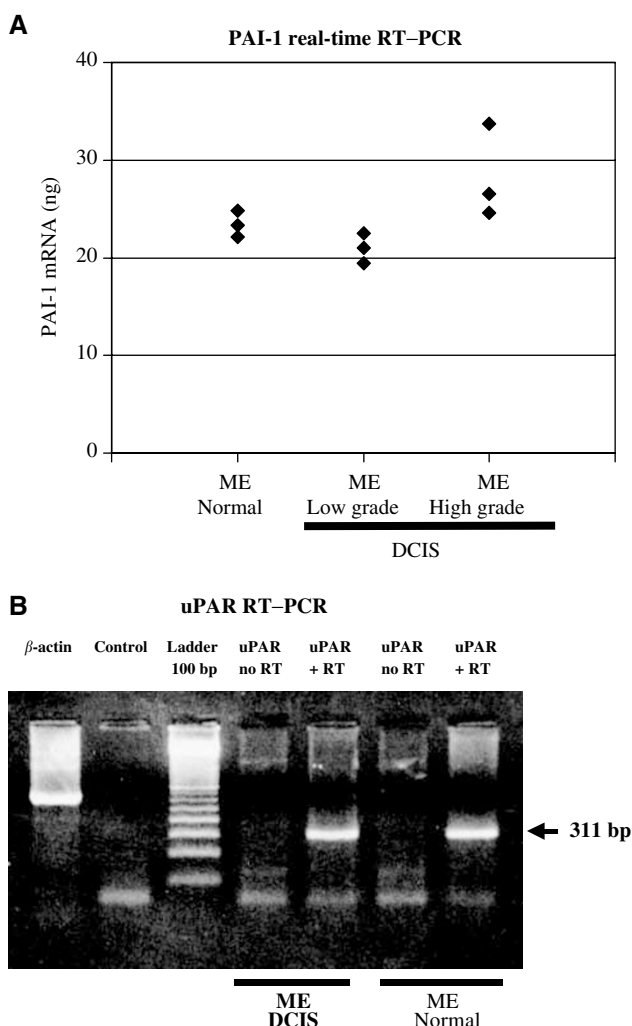 A
PAI-1 real-time RT–PCR
40
30
20
10
0
PAI-1 mRNA (ng)
ME
Normal
ME
Low grade
ME
High grade
DCIS
B
uPAR RT–PCR
β-actin
Control
Ladder
100 bp
uPAR
no RT
uPAR
+ RT
uPAR
no RT
uPAR
+ RT
311 bp
ME
DCIS
ME
Normal